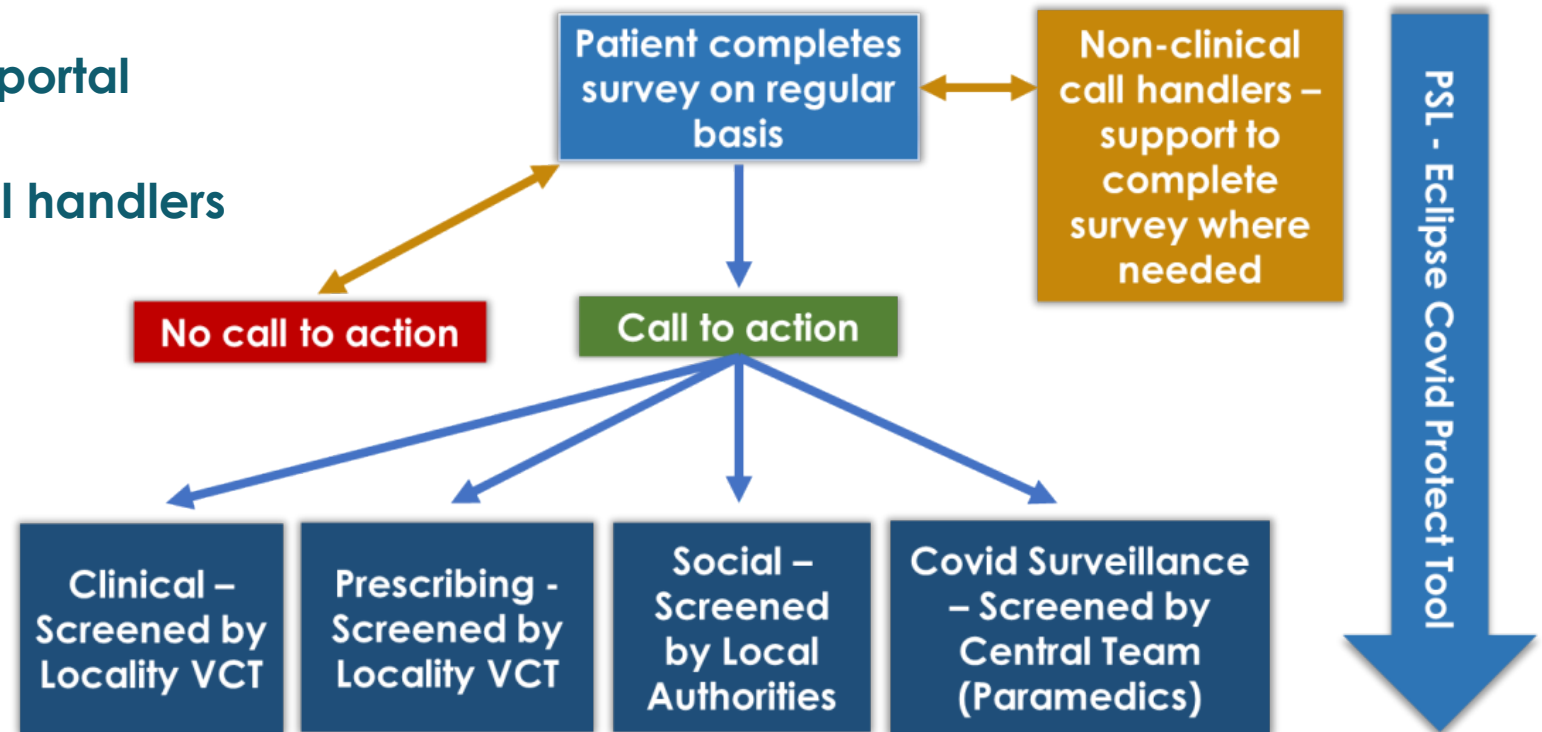 portal
l handlers
Patient completes
survey on regular
basis
Non-clinical
call handlers –
support to
complete
survey where
needed
No call to action
Call to action
Clinical –
Screened by
Locality VCT
Prescribing -
Screened by
Locality VCT
Social –
Screened
by Local
Authorities
Covid Surveillance
– Screened by
Central Team
(Paramedics)
PSL - Eclipse Covid Protect Tool